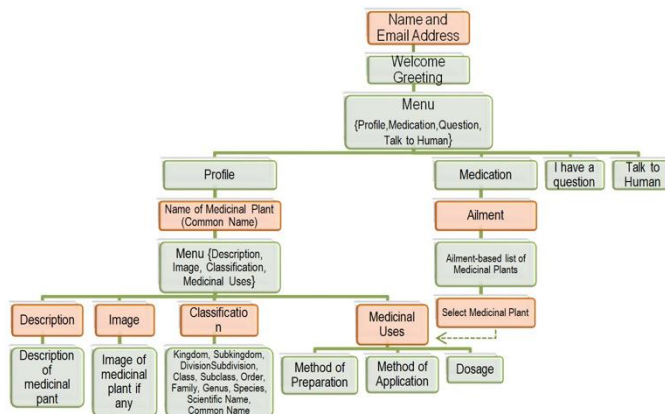 Name and
Email Address
Welcome
Greeting
Menu
{Profile,Medication,Question,
Talk to Human}
Profile
Medication
I have a
question
Talk to
Human
Name of Medicinal Plant
(Common Name)
Ailment
Menu {Description,
Image, Classification,
Medicinal Uses}
Ailment-based list of
Medicinal Plants
Description
Image
Classificatio
n
Medicinal
Uses
Select Medicinal Plant
Description
of medicinal
pant
Image of
medicinal
plant if
any
Kingdom, Subkingdom,
DivisionSubdivision,
Class, Subclass, Order,
Family, Genus, Species,
Scientific Name,
Common Name
Method of
Preparation
Method of
Application
Dosage